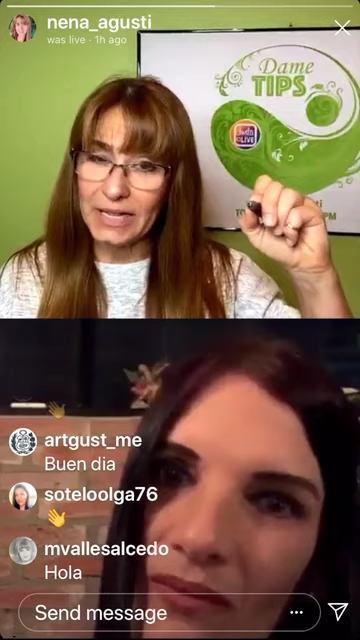 nena_agusti
was live · 1h ago
Dame
TIPS
LIVE
artgust_me
Buen dia
soteloolga76
mvallesalcedo
Hola
Send message